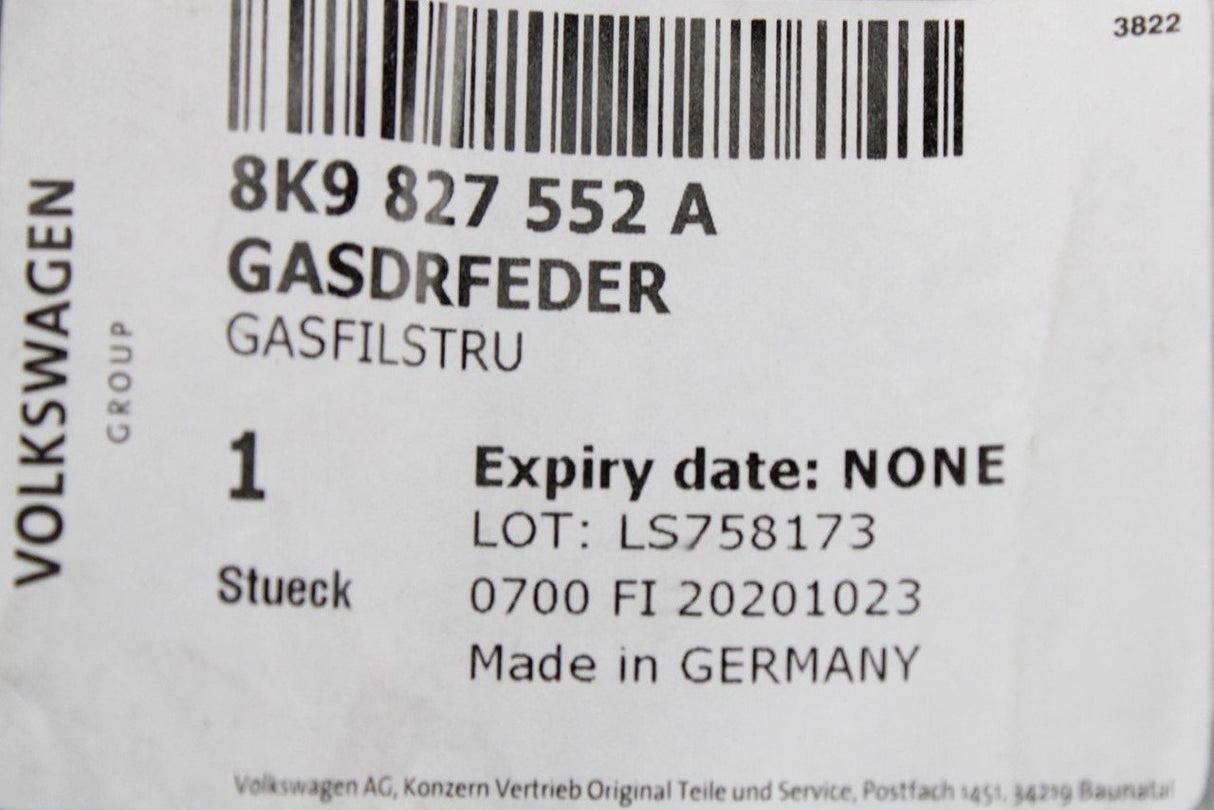 3822
8K9 827 552 A
GASDRFEDER
GASFILSTRU
VOLKSWAGEN
GROUP
1
Stueck
Expiry date: NONE
LOT: LS758173
0700 FI 20201023
Made in GERMANY
Volkswagen AG, Konzern Vertrieb Original Teile und Service, Postfach 1451, 34219 Baunatal